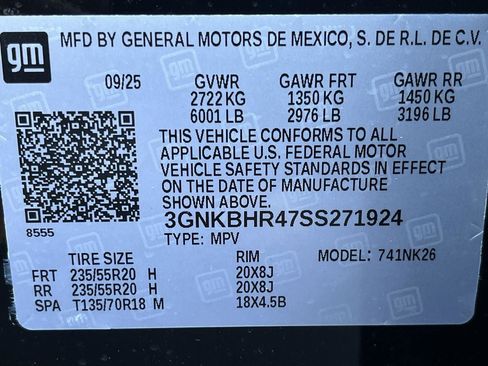 gm
MFD BY GENERAL MOTORS DE MEXICO, S. DE R.L. DE C.V.
09/25 GVWR GAWR FRT GAWR RR
2722 KG 1350 KG 1450 KG
6001 LB 2976 LB 3196 LB
THIS VEHICLE CONFORMS TO ALL
APPLICABLE U.S. FEDERAL MOTOR
VEHICLE SAFETY STANDARDS IN EFFECT
ON THE DATE OF MANUFACTURE
SHOWN ABOVE.
8555
3GNKBHR47SS271924
TYPE: MPV
TIRE SIZE RIM MODEL: 741NK26
FRT 235/55R20 H 20X8J
RR 235/55R20 H 20X8J
SPA T135/70R18 M 18X4.5B